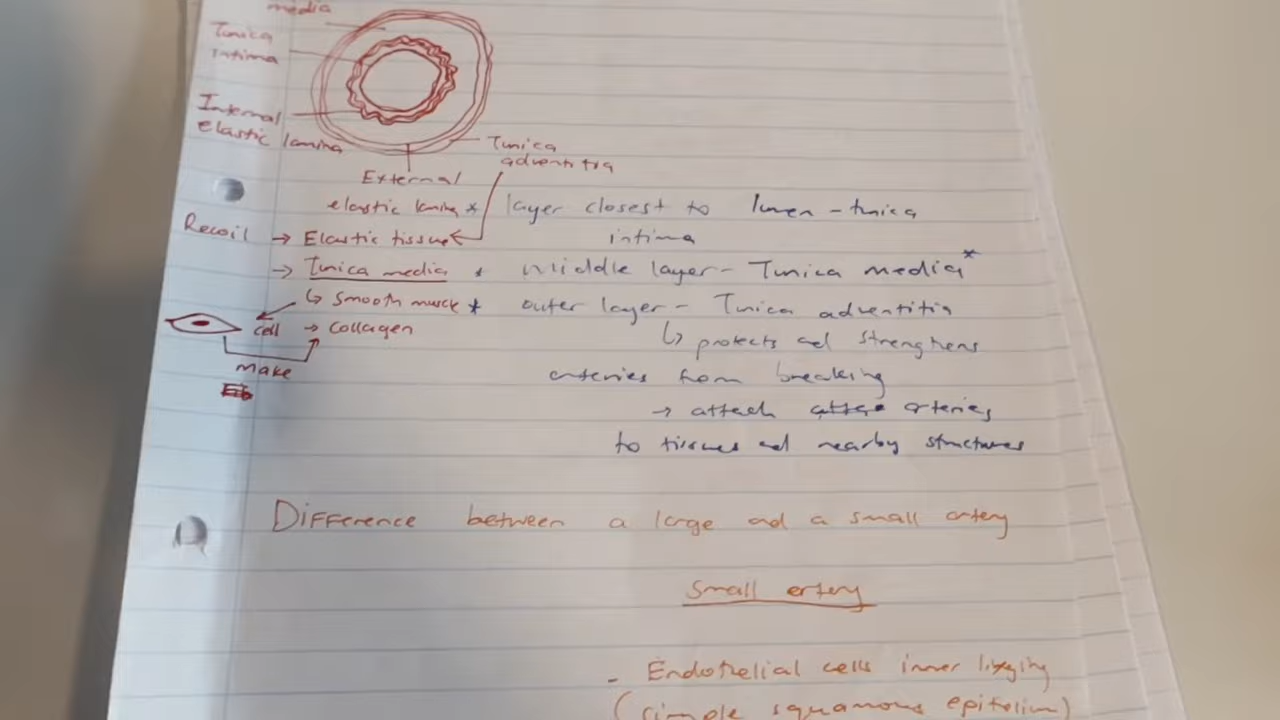 media
Tunica
intima
Internal
elastic lamina
Tunica
adventitia
External
elastic lamina
* layer closest to lumen - tunica
intima
Recoil → Elastic tissue
→ Tunica media
* middle layer - Tunica media*
↳ smooth muscle
* outer layer - Tunica adventitia
cell → collagen
↳ protects and strengthens
make
arteries from breaking
→ attach arteries
to tissues and nearby structures
Difference between a large and a small artery
Small artery
- Endothelial cells inner
(simple squamous epitelium)